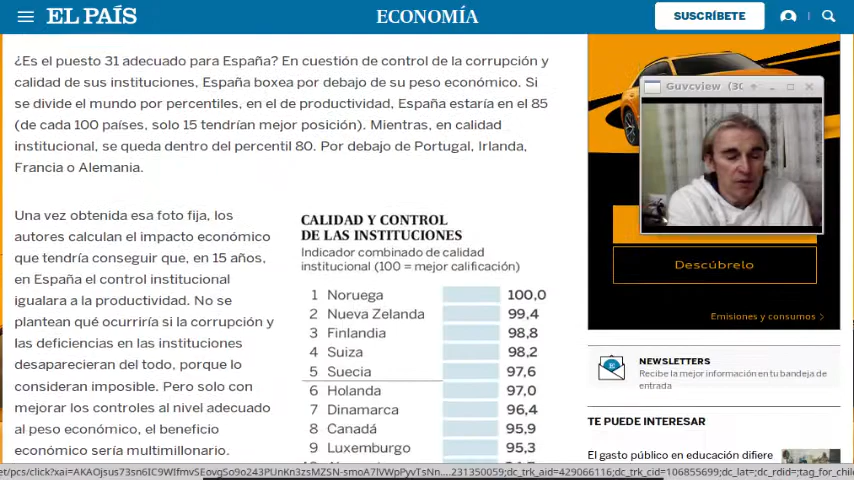 EL PAÍS
ECONOMÍA
SUSCRÍBETE
¿Es el puesto 31 adecuado para España? En cuestión de control de la corrupción y
calidad de sus instituciones, España boxea por debajo de su peso económico. Si
se divide el mundo por percentiles, en el de productividad, España estaría en el 85
(de cada 100 países, solo 15 tendrían mejor posición). Mientras, en calidad
institucional, se queda dentro del percentil 80. Por debajo de Portugal, Irlanda,
Francia o Alemania.
Una vez obtenida esa foto fija, los
autores calculan el impacto económico
que tendría conseguir que, en 15 años,
en España el control institucional
igualara a la productividad. No se
plantean qué ocurriría si la corrupción y
las deficiencias en las instituciones
desaparecieran del todo, porque lo
consideran imposible. Pero solo con
mejorar los controles al nivel adecuado
al peso económico, el beneficio
económico sería multimillonario.
CALIDAD Y CONTROL
DE LAS INSTITUCIONES
Indicador combinado de calidad
institucional (100 = mejor calificación)
1 Noruega 100,0
2 Nueva Zelanda 99,4
3 Finlandia 98,8
4 Suiza 98,2
5 Suecia 97,6
6 Holanda 97,0
7 Dinamarca 96,4
8 Canadá 95,9
9 Luxemburgo 95,3
Guvcview (30
Descúbrelo
Emisiones y consumos >
NEWSLETTERS
Recibe la mejor información en tu bandeja de
entrada
TE PUEDE INTERESAR
El gasto público en educación difiere